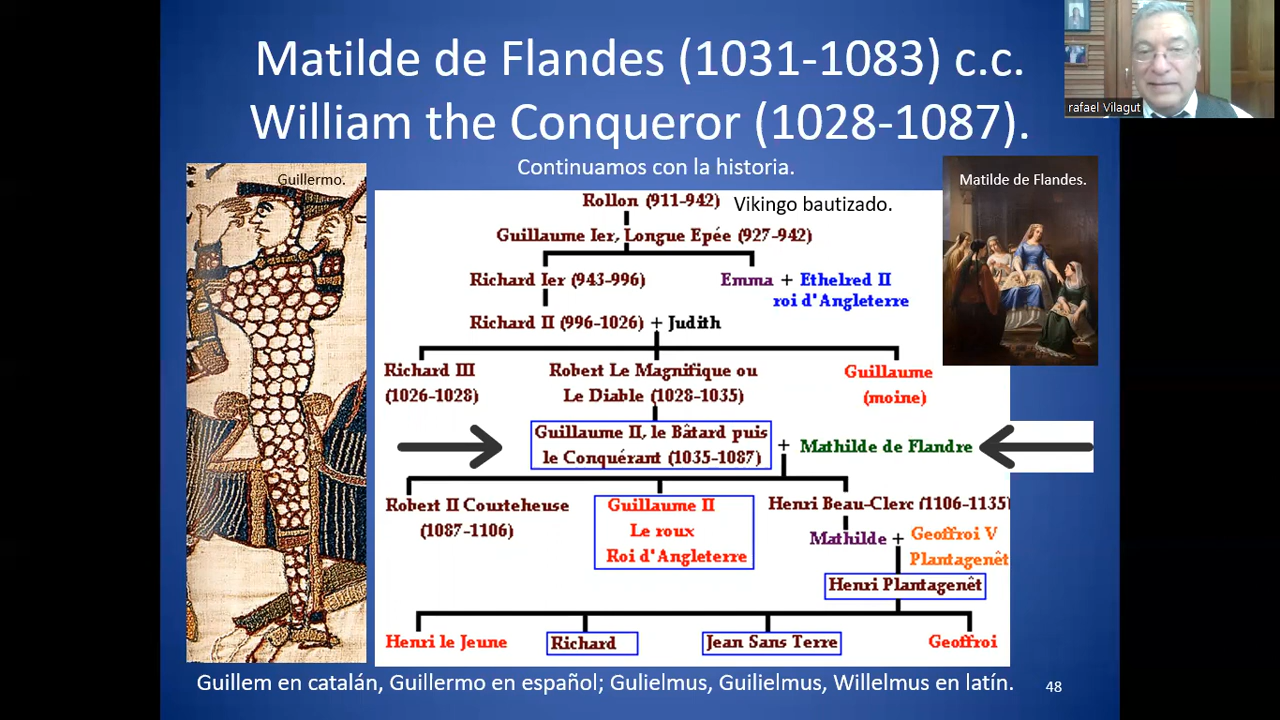 Matilde de Flandes (1031-1083) c.c.
William the Conqueror (1028-1087).
rafael Vilagut
Continuamos con la historia.
Guillermo.
Matilde de Flandes.
Rollon (911-942)
Vikingo bautizado.
Guillaume Ier, Longue Epée (927-942)
Richard Ier (943-996)
Emma + Ethelred II
roi d'Angleterre
Richard II (996-1026) + Judith
Richard III
(1026-1028)
Robert Le Magnifique ou
Le Diable (1028-1035)
Guillaume
(moine)
Guillaume II, le Bâtard puis
le Conquérant (1035-1087)
+ Mathilde de Flandre
Robert II Courteheuse
(1087-1106)
Guillaume II
Le roux
Roi d'Angleterre
Henri Beau-Clerc (1106-1135)
Mathilde + Geoffroi V
Plantagenêt
Henri Plantagenêt
Henri le Jeune
Richard
Jean Sans Terre
Geoffroi
Guillem en catalán, Guillermo en español; Gulielmus, Guilielmus, Willelmus en latín.
48